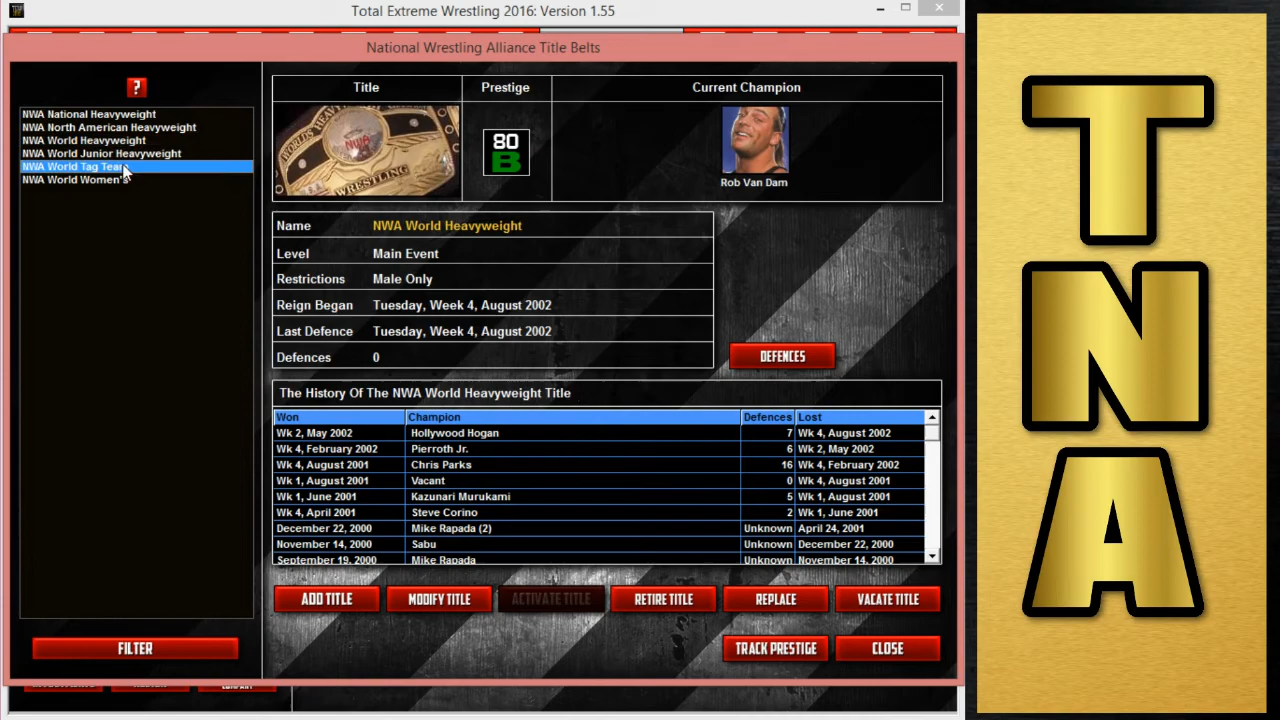 Total Extreme Wrestling 2016: Version 1.55
National Wrestling Alliance Title Belts
?
NWA National Heavyweight
NWA North American Heavyweight
NWA World Heavyweight
NWA World Junior Heavyweight
NWA World Tag Team
NWA World Women's
FILTER
Title Prestige Current Champion
80
B
Rob Van Dam
Name NWA World Heavyweight
Level Main Event
Restrictions Male Only
Reign Began Tuesday, Week 4, August 2002
Last Defence Tuesday, Week 4, August 2002
Defences 0
DEFENCES
The History Of The NWA World Heavyweight Title
Won Champion Defences Lost
Wk 2, May 2002 Hollywood Hogan 7 Wk 4, August 2002
Wk 4, February 2002 Pierroth Jr. 6 Wk 2, May 2002
Wk 4, August 2001 Chris Parks 16 Wk 4, February 2002
Wk 1, August 2001 Vacant 0 Wk 4, August 2001
Wk 1, June 2001 Kazunari Murukami 5 Wk 1, August 2001
Wk 4, April 2001 Steve Corino 2 Wk 1, June 2001
December 22, 2000 Mike Rapada (2) Unknown April 24, 2001
November 14, 2000 Sabu Unknown December 22, 2000
September 19, 2000 Mike Rapada Unknown November 14, 2000
ADD TITLE MODIFY TITLE ACTIVATE TITLE RETIRE TITLE REPLACE VACATE TITLE
TRACK PRESTIGE CLOSE
T
N
A